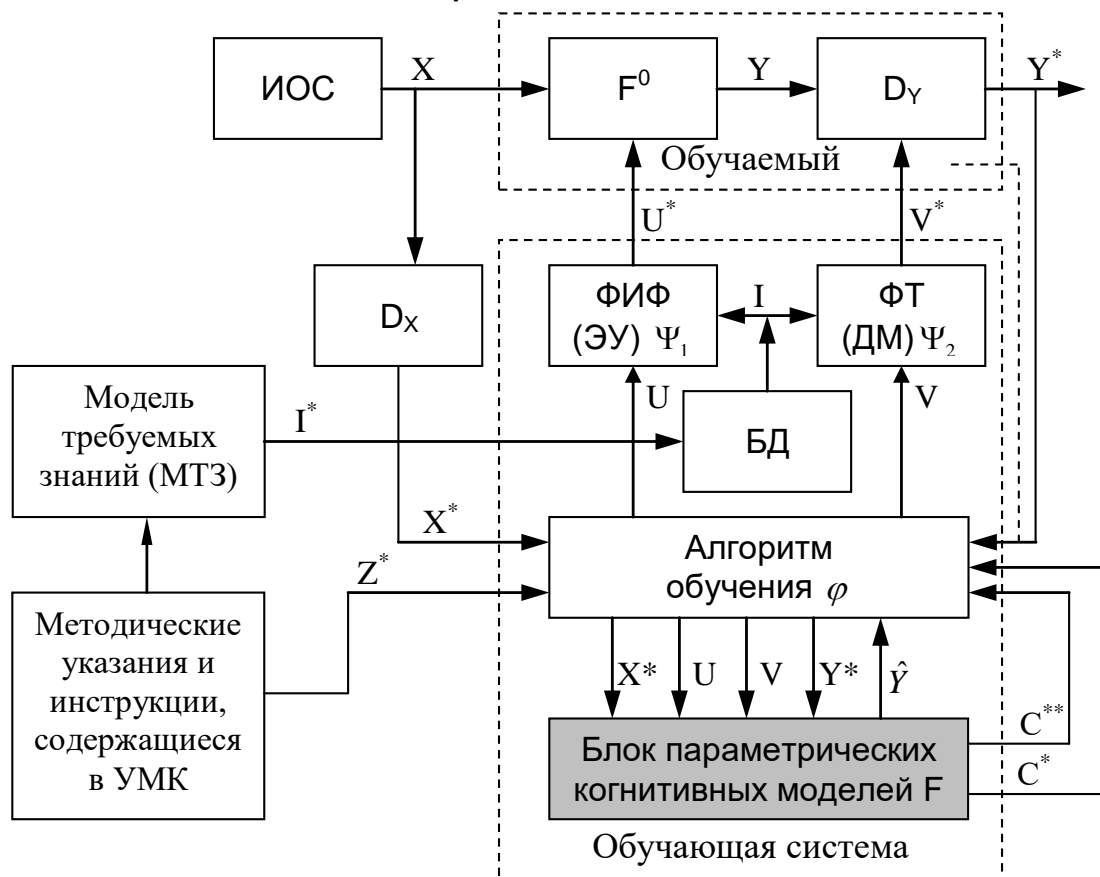 ИОС
X
F⁰
Y
D_Y
Y*
Обучаемый
U*
V*
D_X
ФИФ
(ЭУ) Ψ₁
I
ФТ
(ДМ) Ψ₂
Модель
требуемых
знаний (МТЗ)
I*
U
V
БД
X*
Алгоритм
обучения φ
Z*
Методические
указания и
инструкции,
содержащиеся
в УМК
X*
U
V
Y*
Ŷ
C**
Блок параметрических
когнитивных моделей F
C*
Обучающая система